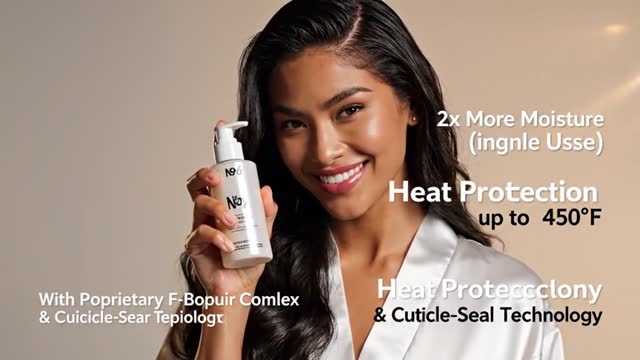 2x More Moisture
(ingnle Usse)
Heat Protection
up to 450°F
Heat Proteccclony
& Cuticle-Seal Technology
With Poprietary F-Bopuir Comlex
& Cuicicle-Sear Tepiologt